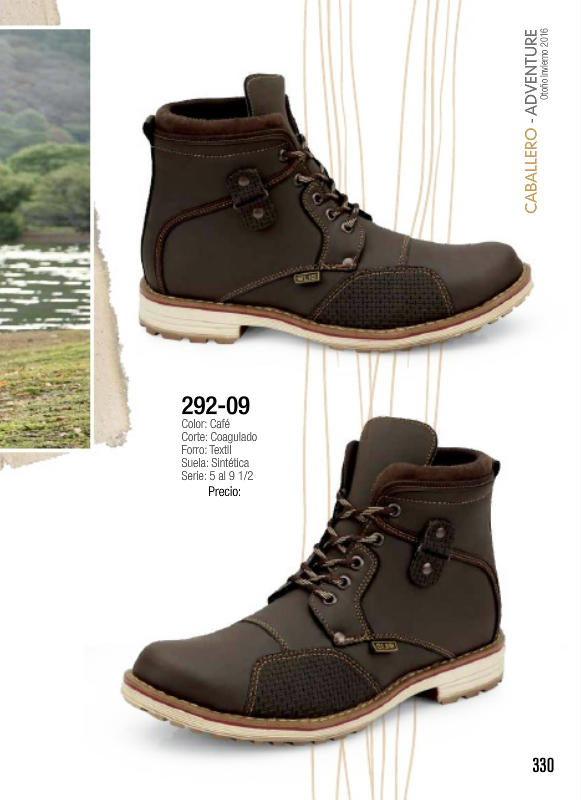 CABALLERO - ADVENTURE
Otoño Invierno 2016
292-09
Color: Café
Corte: Coagulado
Forro: Textil
Suela: Sintética
Serie: 5 al 9 1/2
Precio:
330